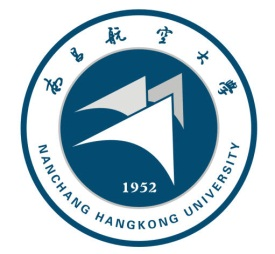 南昌航空大学
1952
NANCHANG HANGKONG UNIVERSITY